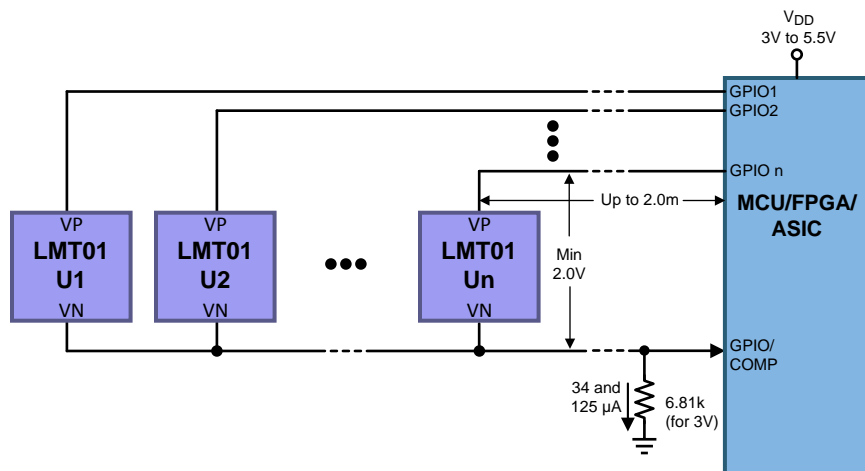 VDD
3V to 5.5V
GPIO1
GPIO2
GPIO n
Up to 2.0m
MCU/FPGA/
ASIC
VP
LMT01
U1
VN
VP
LMT01
U2
VN
VP
LMT01
Un
VN
Min
2.0V
GPIO/
COMP
34 and
125 µA
6.81k
(for 3V)